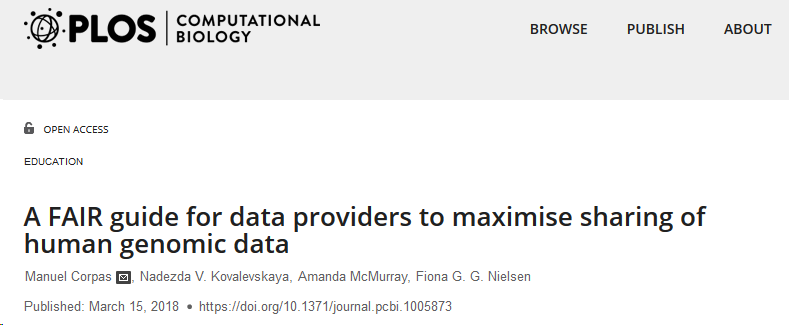 PLOS COMPUTATIONAL BIOLOGY
BROWSE PUBLISH ABOUT
OPEN ACCESS
EDUCATION
A FAIR guide for data providers to maximise sharing of
human genomic data
Manuel Corpas , Nadezda V. Kovalevskaya, Amanda McMurray, Fiona G. G. Nielsen
Published: March 15, 2018 • https://doi.org/10.1371/journal.pcbi.1005873